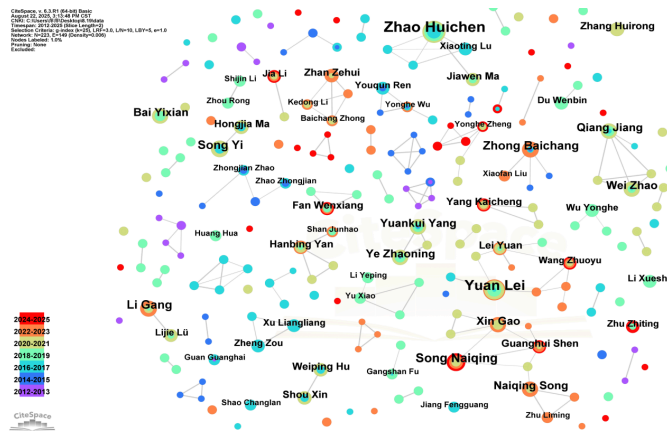 CiteSpace, v. 6.3.R1 (64-bit) Basic
August 22, 2025, 3:13:48 PM CST
Timespan: 2012-2025 (Slice Length=2)
Selection Criteria: g-index (k=25), LRF=3.0, L/N=10, LBY=5, e=1.0
Network: N=223, E=149 (Density=0.006)
Nodes Labeled: 1.0%
Pruning: None
Excluded:
Zhao Huichen
Zhang Huirong
Xiaoting Lu
Shijin Li
Jia Li
Zhan Zehui
Youqun Ren
Jiawen Ma
Zhou Rong
Kedong Li
Yonghe Wu
Du Wenbin
Bai Yixian
Hongjia Ma
Baichang Zhong
Yonghe Zheng
Qiang Jiang
Song Yi
Zhong Baichang
Zhongjian Zhao
Zhao Zhongjian
Xiaofan Liu
Wei Zhao
Fan Wenxiang
Yang Kaicheng
Wu Yonghe
Huang Hua
Shan Junhao
Yuankui Yang
Hanbing Yan
Ye Zhaoning
Lei Yuan
Wang Zhuoyu
Li Yeping
Yuan Lei
Li Xuesh
Yu Xiao
Li Gang
Xu Liangliang
Xin Gao
Zhu Zhiting
Lijie Lü
Zheng Zou
Guanghui Shen
Guan Guanghai
Song Naiqing
Weiping Hu
Gangshan Fu
Shou Xin
Naiqing Song
Shao Changlan
Jiang Fengguang
Zhu Liming
2024-2025
2022-2023
2020-2021
2018-2019
2016-2017
2014-2015
2012-2013
CiteSpace